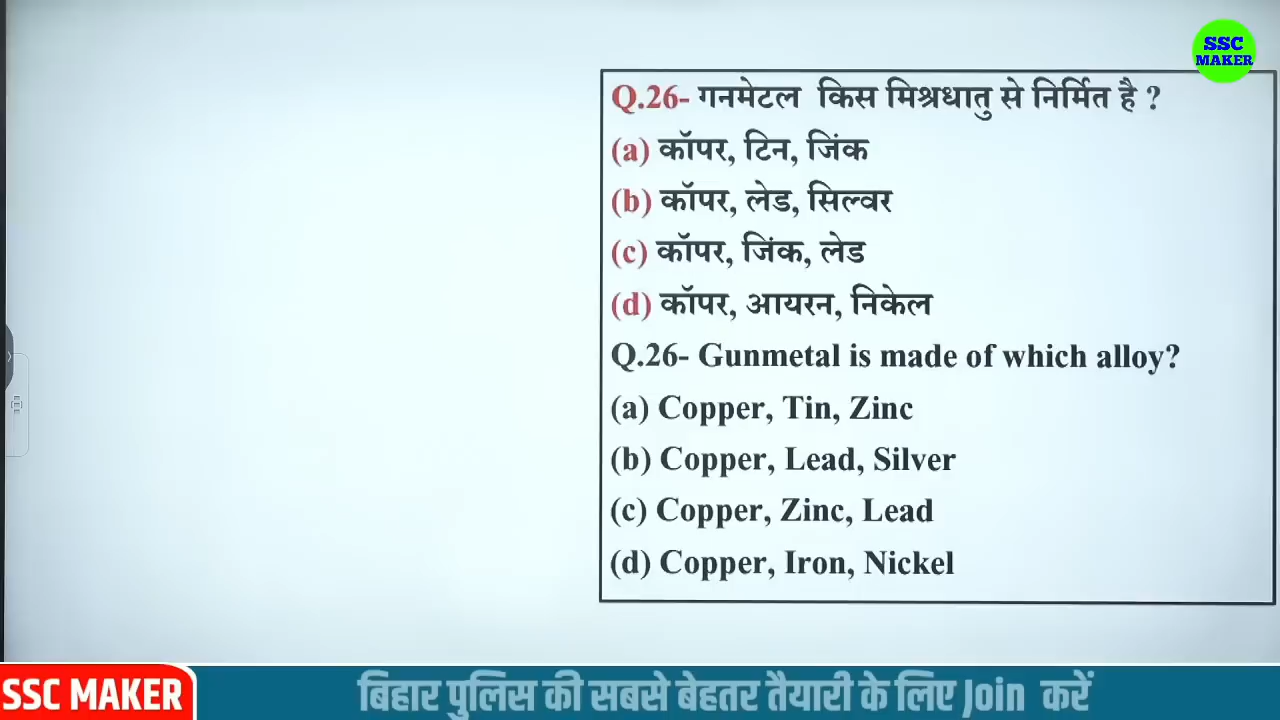 SSC
MAKER
Q.26- गनमेटल किस मिश्रधातु से निर्मित है ?
(a) कॉपर, टिन, जिंक
(b) कॉपर, लेड, सिल्वर
(c) कॉपर, जिंक, लेड
(d) कॉपर, आयरन, निकेल
Q.26- Gunmetal is made of which alloy?
(a) Copper, Tin, Zinc
(b) Copper, Lead, Silver
(c) Copper, Zinc, Lead
(d) Copper, Iron, Nickel
SSC MAKER
बिहार पुलिस की सबसे बेहतर तैयारी के लिए Join करें